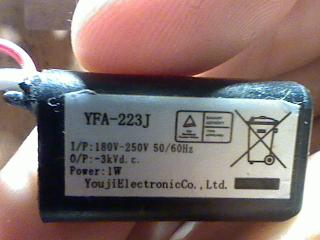 YFA-223J
I/P:180V-250V 50/60Hz
O/P:-3kVd.c.
Power:1W
YoujiElectronicCo.,Ltd.